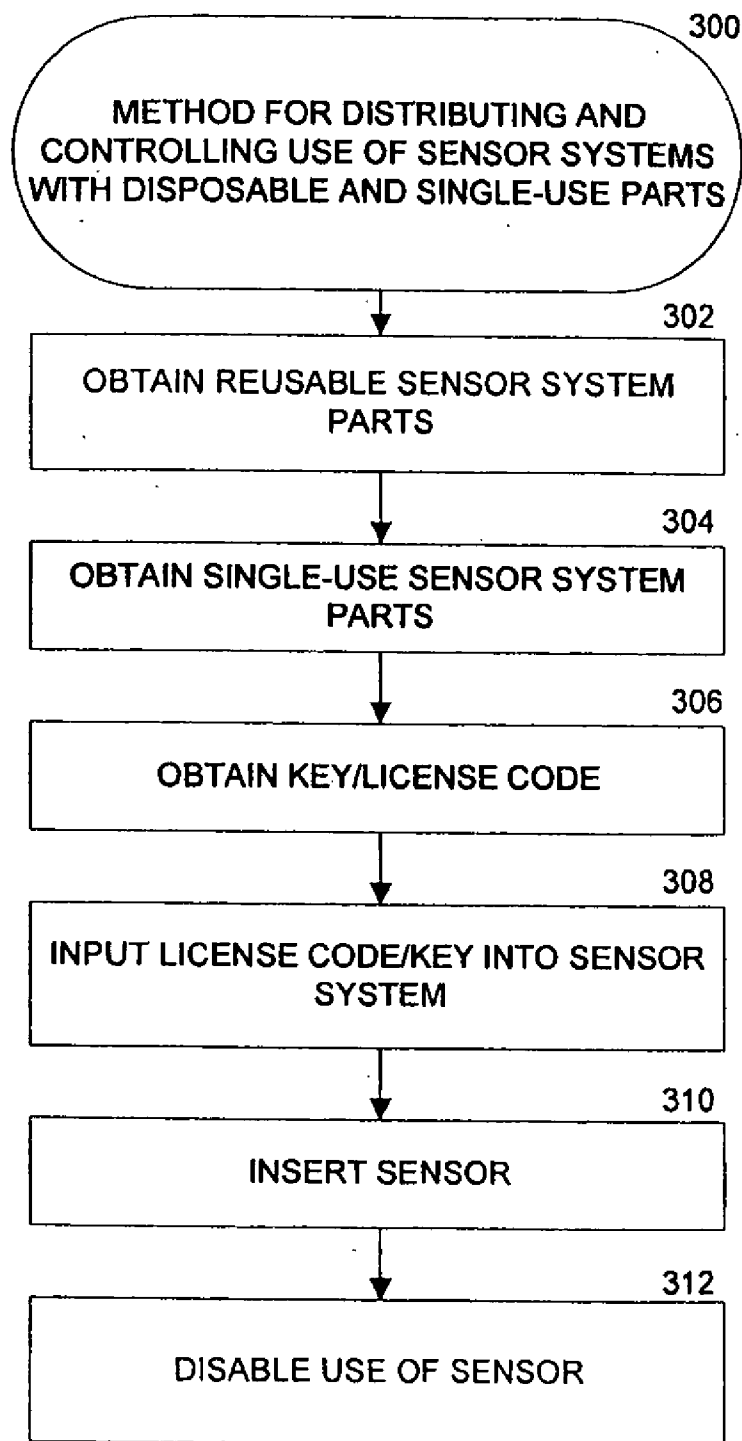 300
METHOD FOR DISTRIBUTING AND
CONTROLLING USE OF SENSOR SYSTEMS
WITH DISPOSABLE AND SINGLE-USE PARTS
302
OBTAIN REUSABLE SENSOR SYSTEM
PARTS
304
OBTAIN SINGLE-USE SENSOR SYSTEM
PARTS
306
OBTAIN KEY/LICENSE CODE
308
INPUT LICENSE CODE/KEY INTO SENSOR
SYSTEM
310
INSERT SENSOR
312
DISABLE USE OF SENSOR